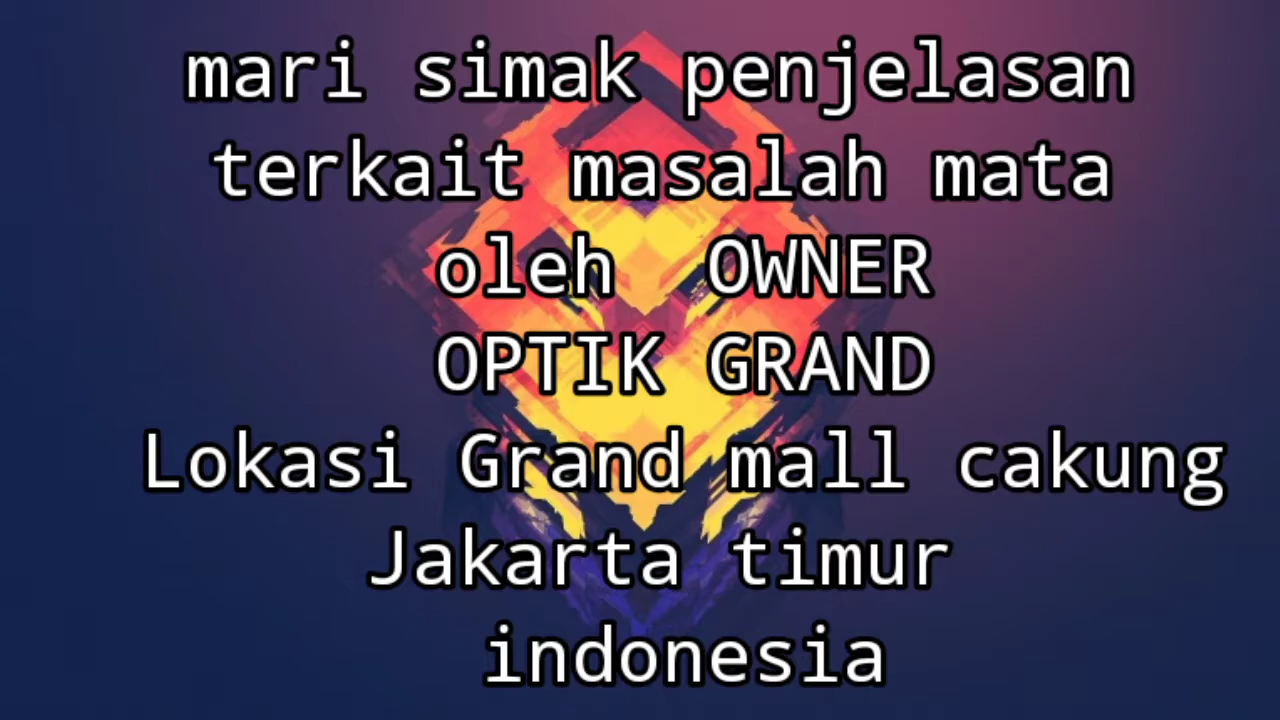 mari simak penjelasan
terkait masalah mata
oleh OWNER
OPTIK GRAND
Lokasi Grand mall cakung
Jakarta timur
indonesia